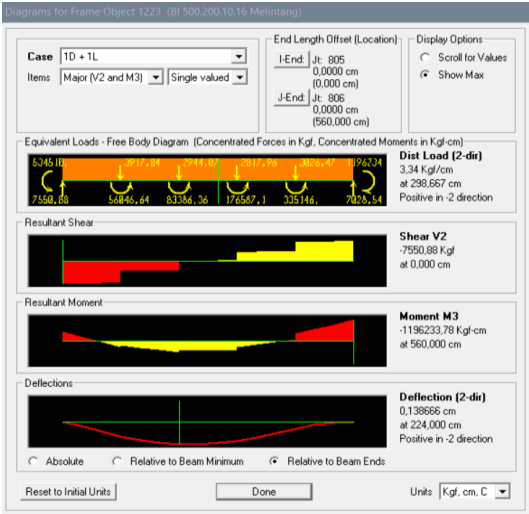 Diagrams for Frame Object 1223 (BI 500.200.10.16 Melintang)
End Length Offset (Location)
Display Options
Case 1D + 1L
Items Major (V2 and M3) Single valued
I-End: Jt: 805
0,0000 cm
(0,000 cm)
J-End: Jt: 806
0,0000 cm
(560,000 cm)
Scroll for Values
Show Max
Equivalent Loads - Free Body Diagram (Concentrated Forces in Kgf, Concentrated Moments in Kgf-cm)
3917,84 2944,07 2817,96 3026,47 1196234
7550,88 56046,64 83386,36 176587,1 335146, 7028,54
Dist Load (2-dir)
3,34 Kgf/cm
at 298,667 cm
Positive in -2 direction
Resultant Shear
Shear V2
-7550,88 Kgf
at 0,000 cm
Resultant Moment
Moment M3
-1196233,78 Kgf-cm
at 560,000 cm
Deflections
Deflection (2-dir)
0,138666 cm
at 224,000 cm
Positive in -2 direction
Absolute Relative to Beam Minimum Relative to Beam Ends
Reset to Initial Units Done Units Kgf, cm, C